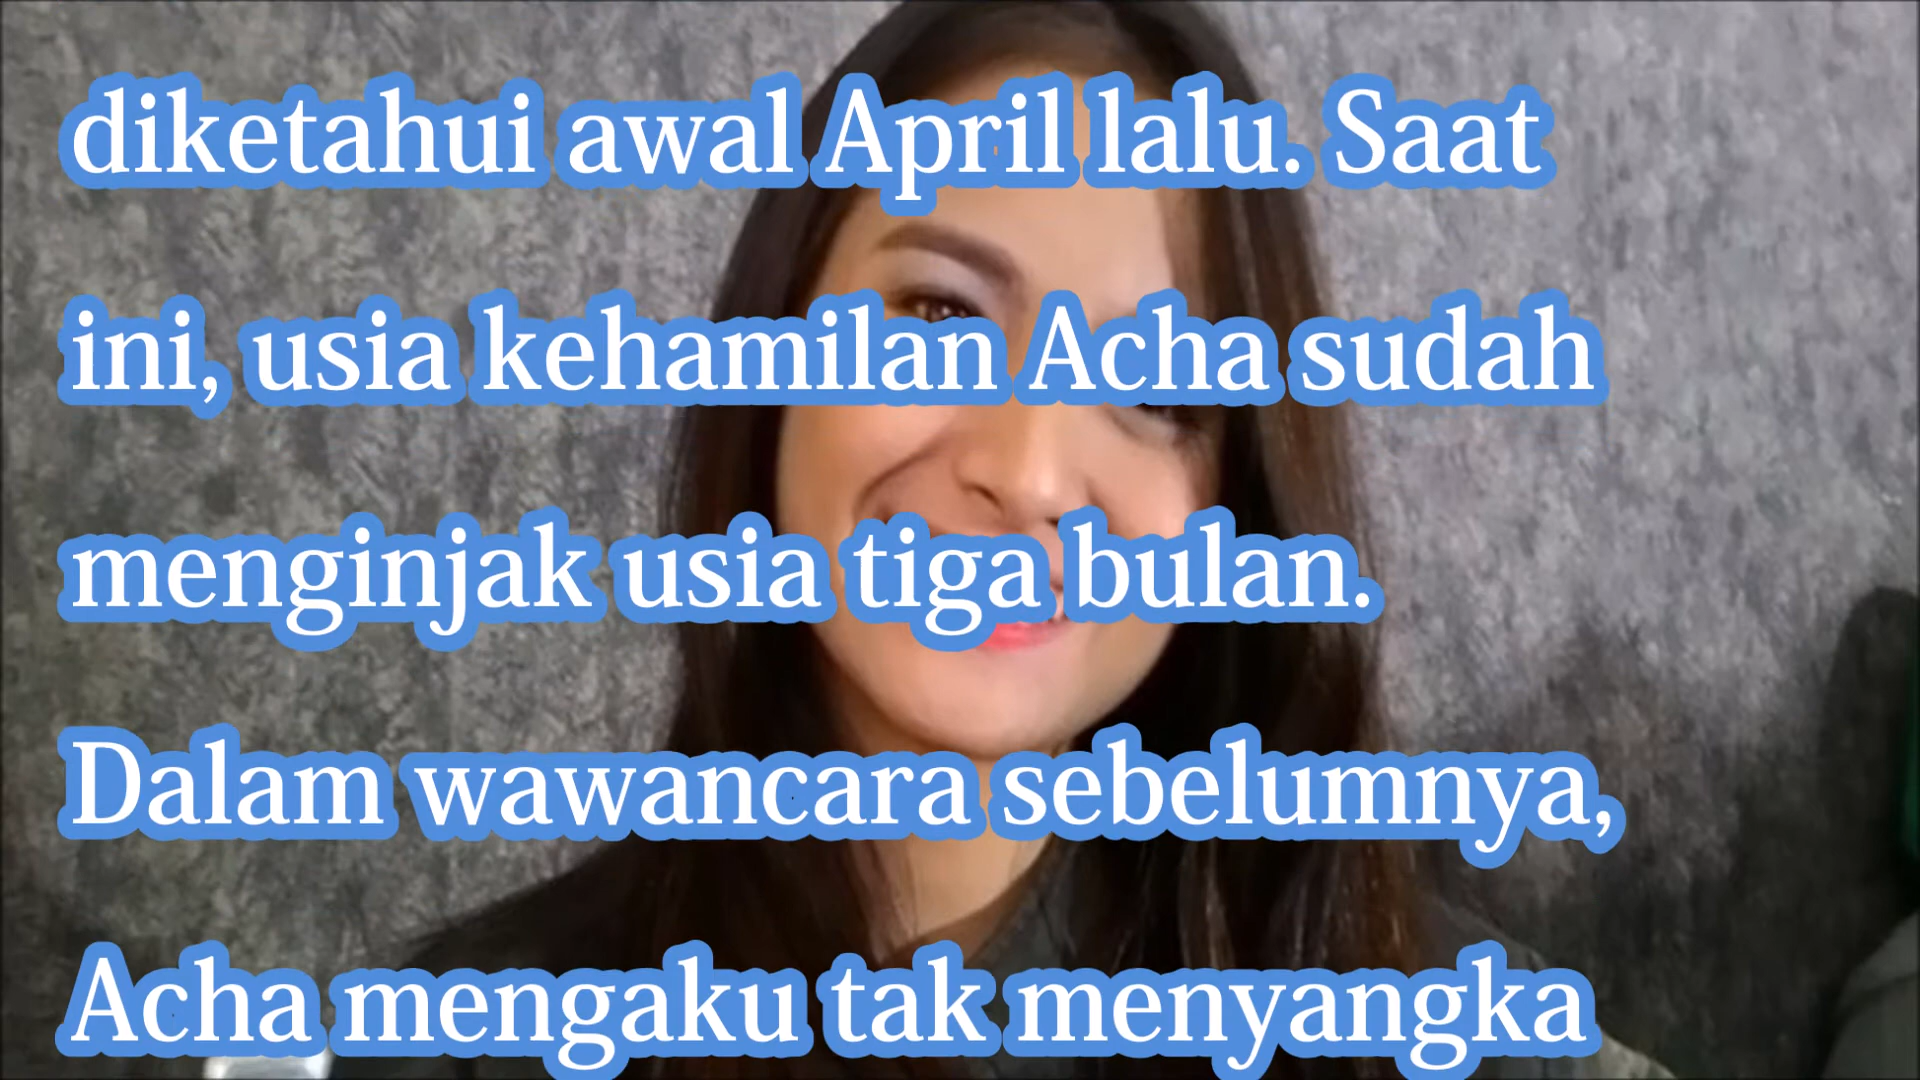 diketahui awal April lalu. Saat
ini, usia kehamilan Acha sudah
menginjak usia tiga bulan.
Dalam wawancara sebelumnya,
Acha mengaku tak menyangka